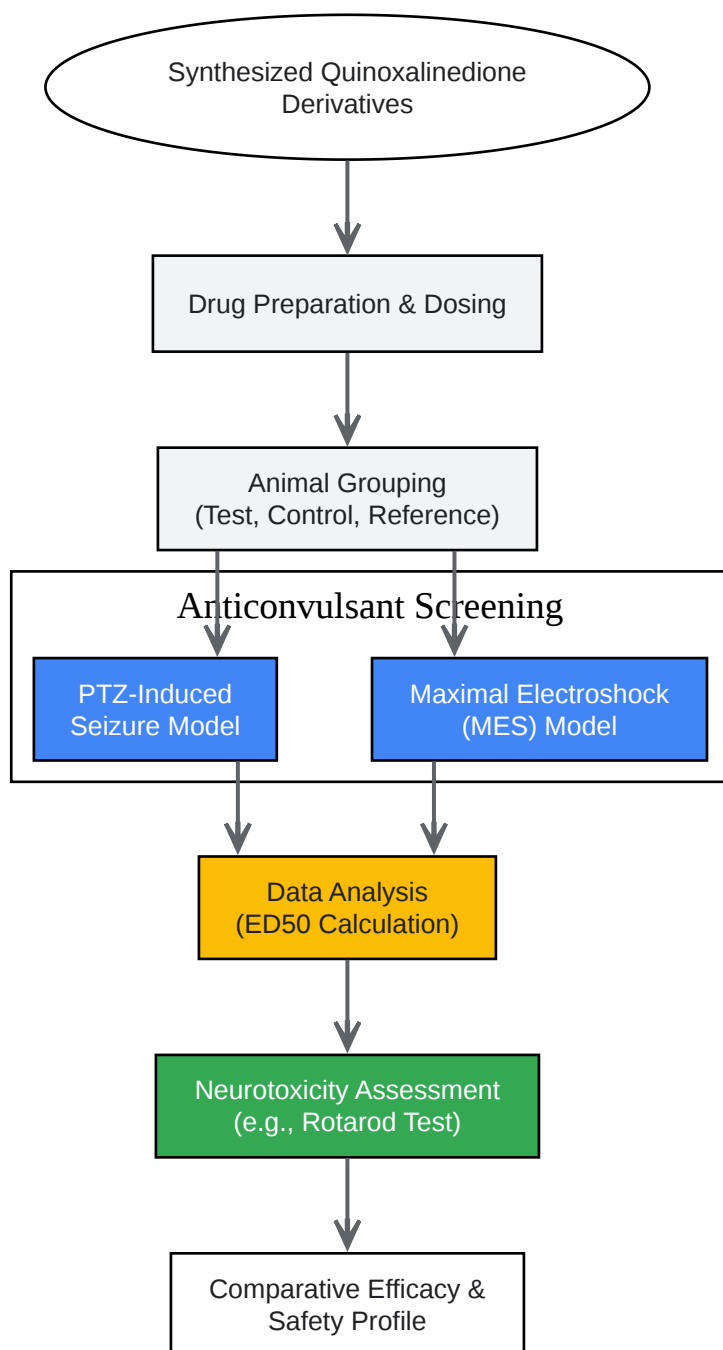 Synthesized Quinoxalinedione
Derivatives
Drug Preparation & Dosing
Animal Grouping
(Test, Control, Reference)
Anticonvulsant Screening
PTZ-Induced
Seizure Model
Maximal Electroshock
(MES) Model
Data Analysis
(ED50 Calculation)
Neurotoxicity Assessment
(e.g., Rotarod Test)
Comparative Efficacy &
Safety Profile